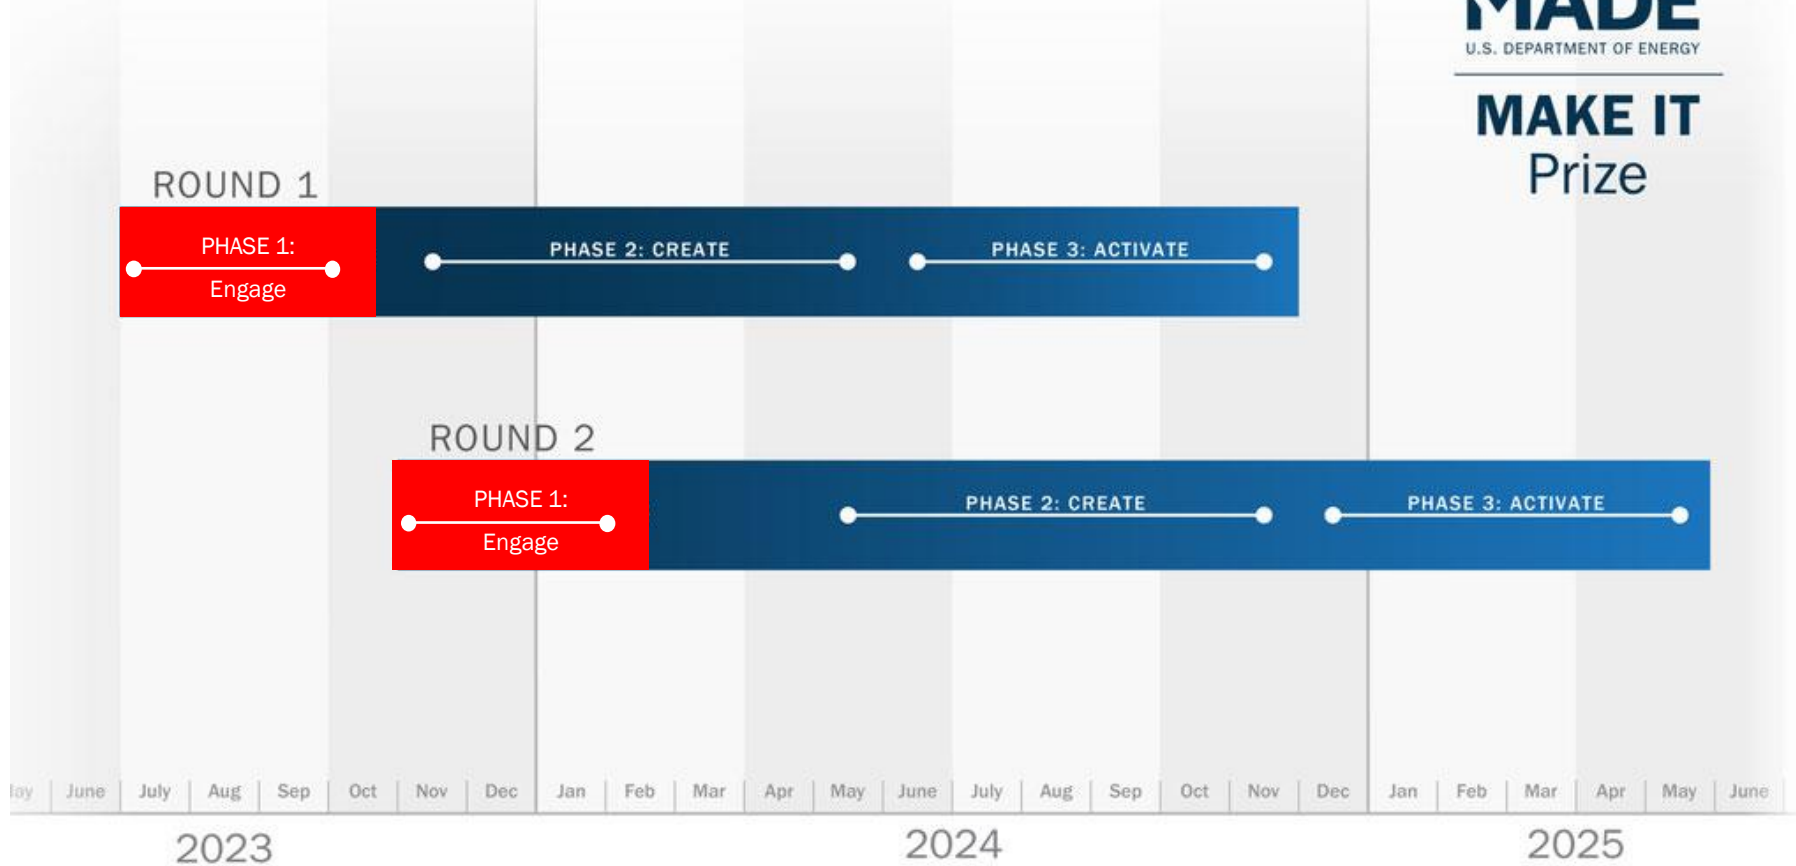 MADE
U.S. DEPARTMENT OF ENERGY
MAKE IT
Prize
ROUND 1
PHASE 1:
Engage
PHASE 2: CREATE
PHASE 3: ACTIVATE
ROUND 2
PHASE 1:
Engage
PHASE 2: CREATE
PHASE 3: ACTIVATE
ay June July Aug Sep Oct Nov Dec Jan Feb Mar Apr May June July Aug Sep Oct Nov Dec Jan Feb Mar Apr May June
2023 2024 2025